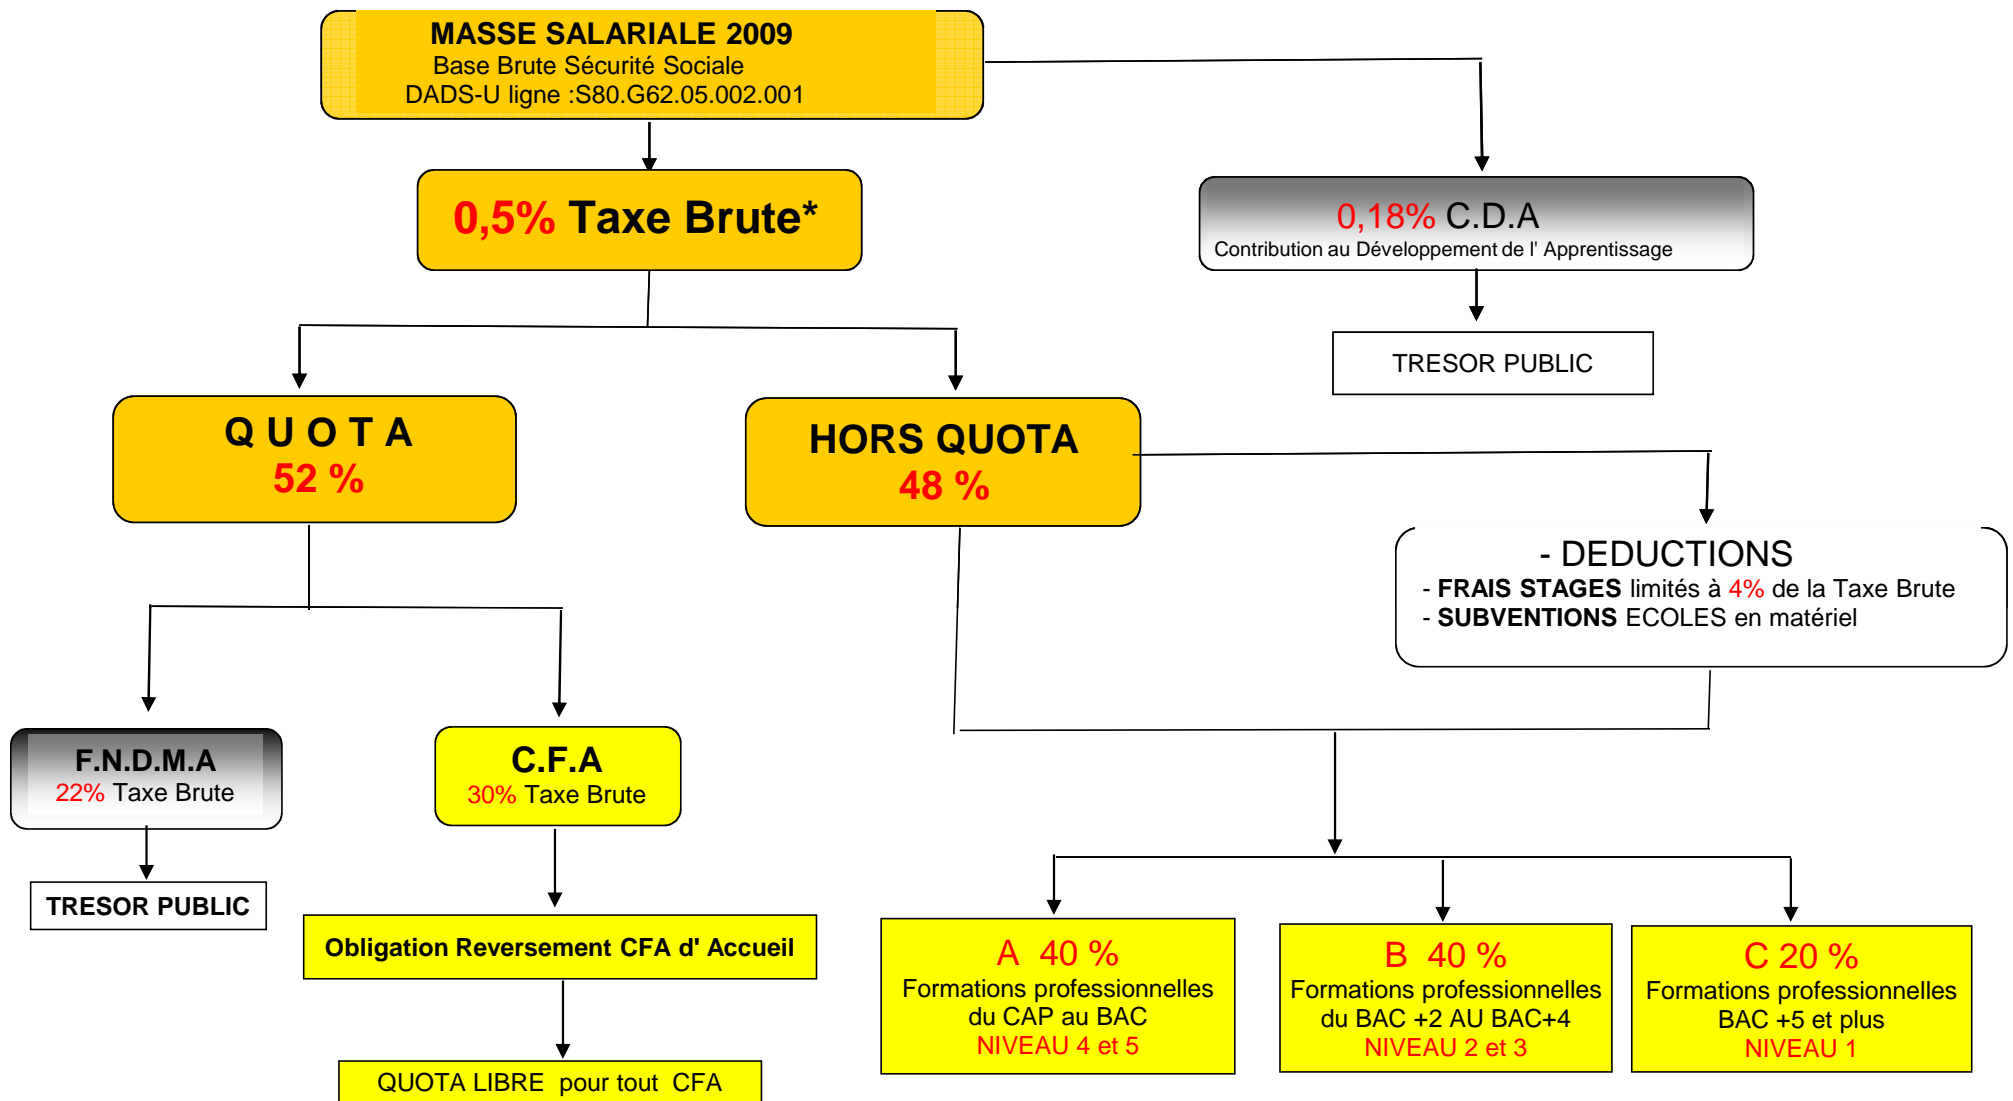 MASSE SALARIALE 2009
Base Brute Sécurité Sociale
DADS-U ligne :S80.G62.05.002.001
0,5% Taxe Brute*
0,18% C.D.A
Contribution au Développement de l' Apprentissage
TRESOR PUBLIC
Q U O T A
52 %
HORS QUOTA
48 %
- DEDUCTIONS
- FRAIS STAGES limités à 4% de la Taxe Brute
- SUBVENTIONS ECOLES en matériel
F.N.D.M.A
22% Taxe Brute
C.F.A
30% Taxe Brute
TRESOR PUBLIC
Obligation Reversement CFA d' Accueil
QUOTA LIBRE pour tout CFA
A 40 %
Formations professionnelles
du CAP au BAC
NIVEAU 4 et 5
B 40 %
Formations professionnelles
du BAC +2 AU BAC+4
NIVEAU 2 et 3
C 20 %
Formations professionnelles
BAC +5 et plus
NIVEAU 1